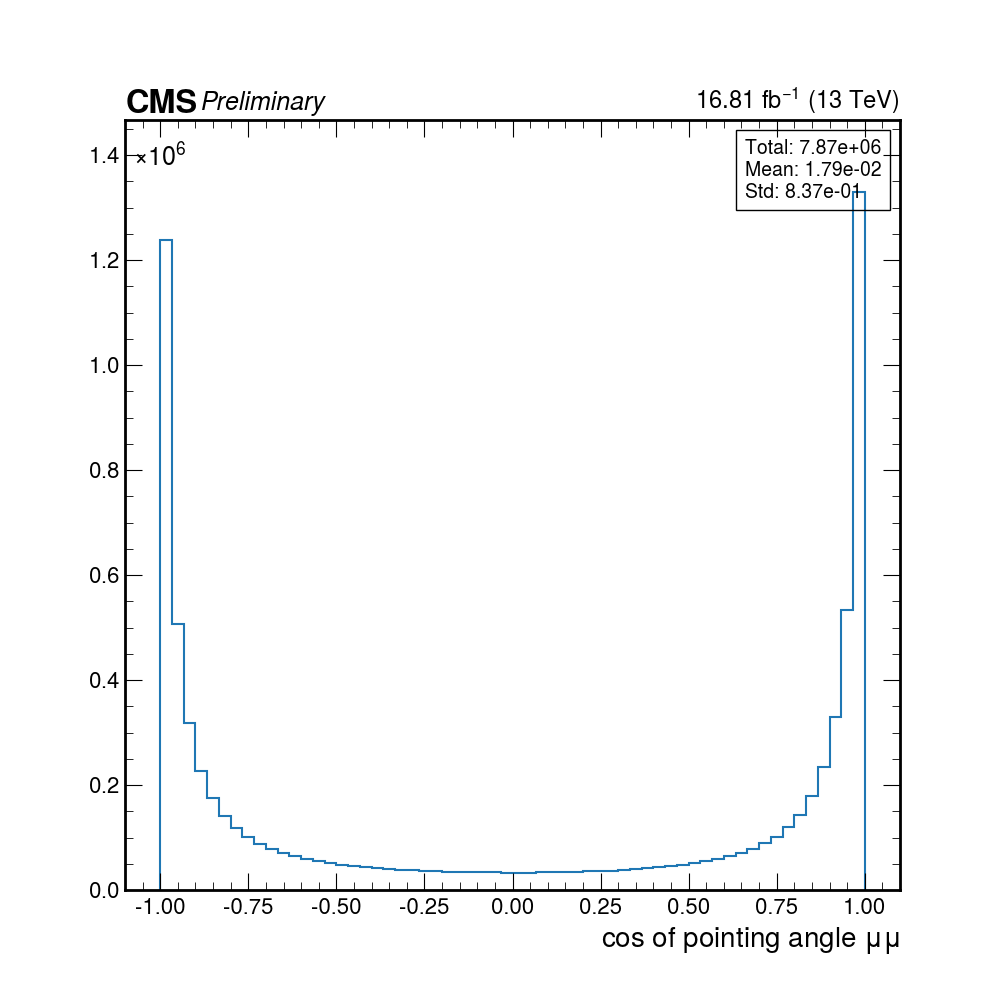 CMS Preliminary
16.81 fb⁻¹ (13 TeV)
×10⁶
Total: 7.87e+06
Mean: 1.79e-02
Std: 8.37e-01
1.4
1.2
1.0
0.8
0.6
0.4
0.2
0.0
-1.00 -0.75 -0.50 -0.25 0.00 0.25 0.50 0.75 1.00
cos of pointing angle μμ